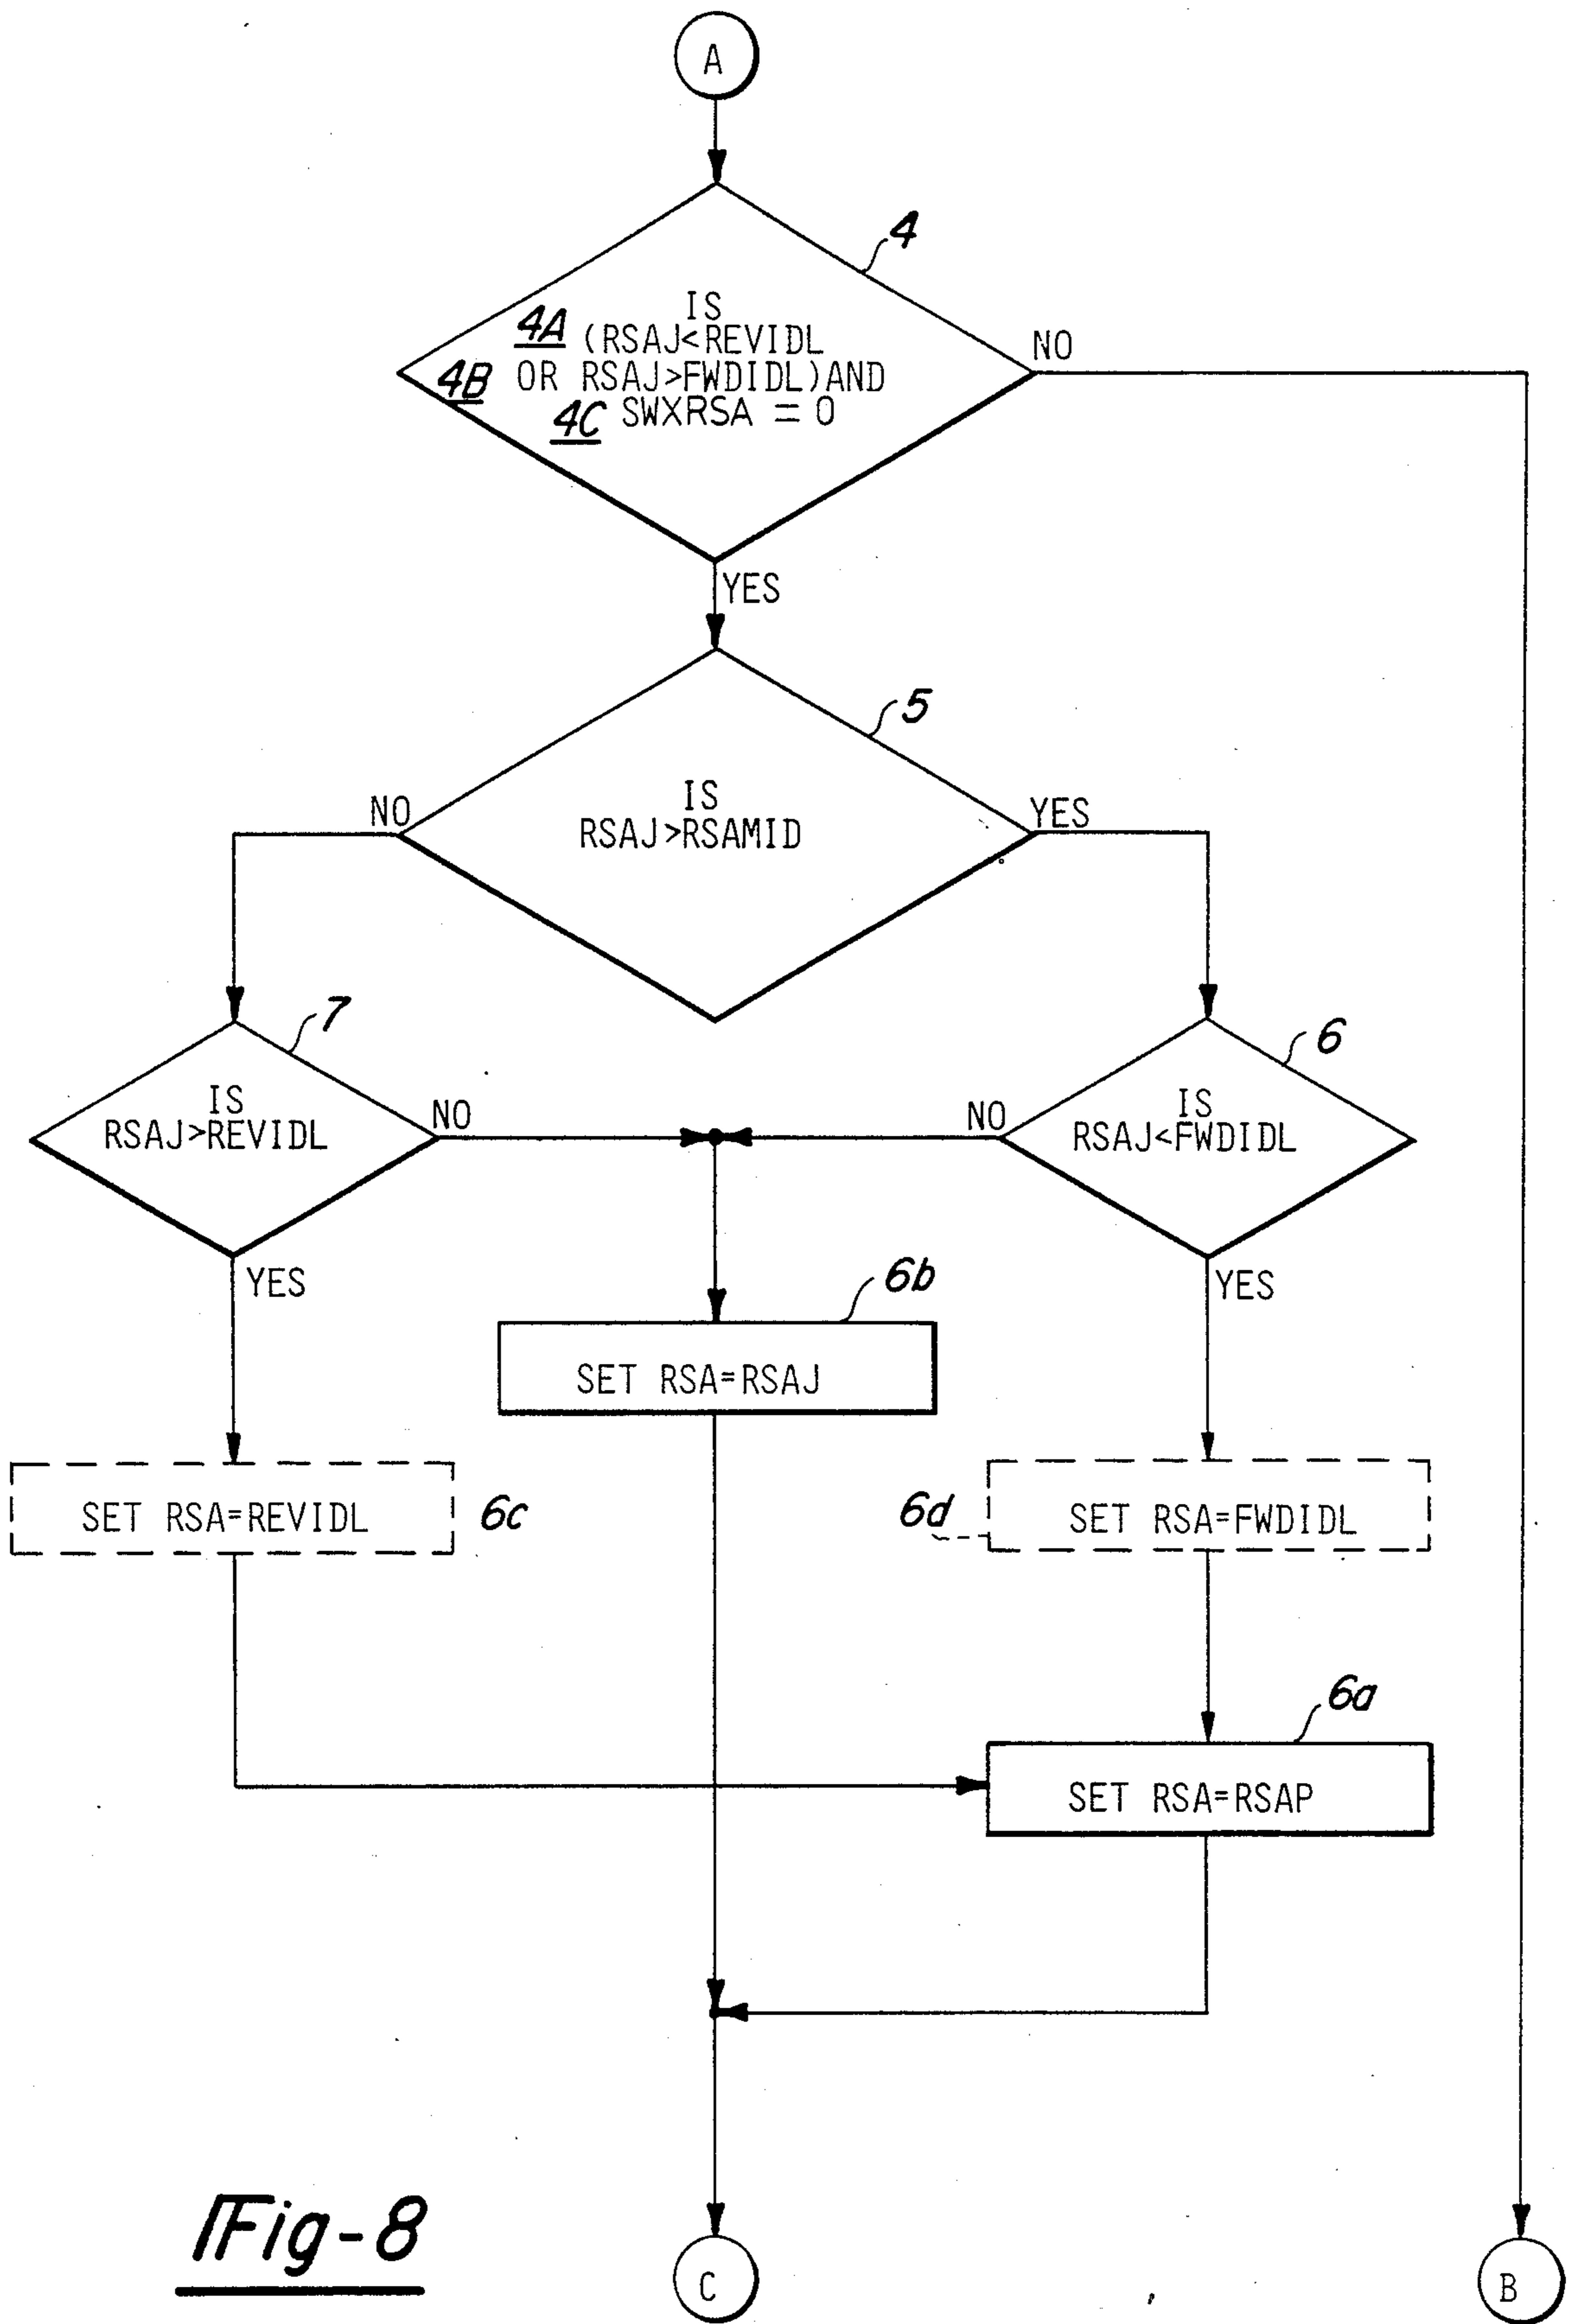 A
4
IS
4A (RSAJ<REVIDL
4B OR RSAJ>FWDIDL)AND
4C SWXRSA = 0
NO
YES
5
IS
RSAJ>RSAMID
NO
YES
7
IS
RSAJ>REVIDL
NO
YES
6
IS
RSAJ<FWDIDL
NO
YES
6b
SET RSA=RSAJ
SET RSA=REVIDL
6c
6d
SET RSA=FWDIDL
6a
SET RSA=RSAP
Fig-8
C
B